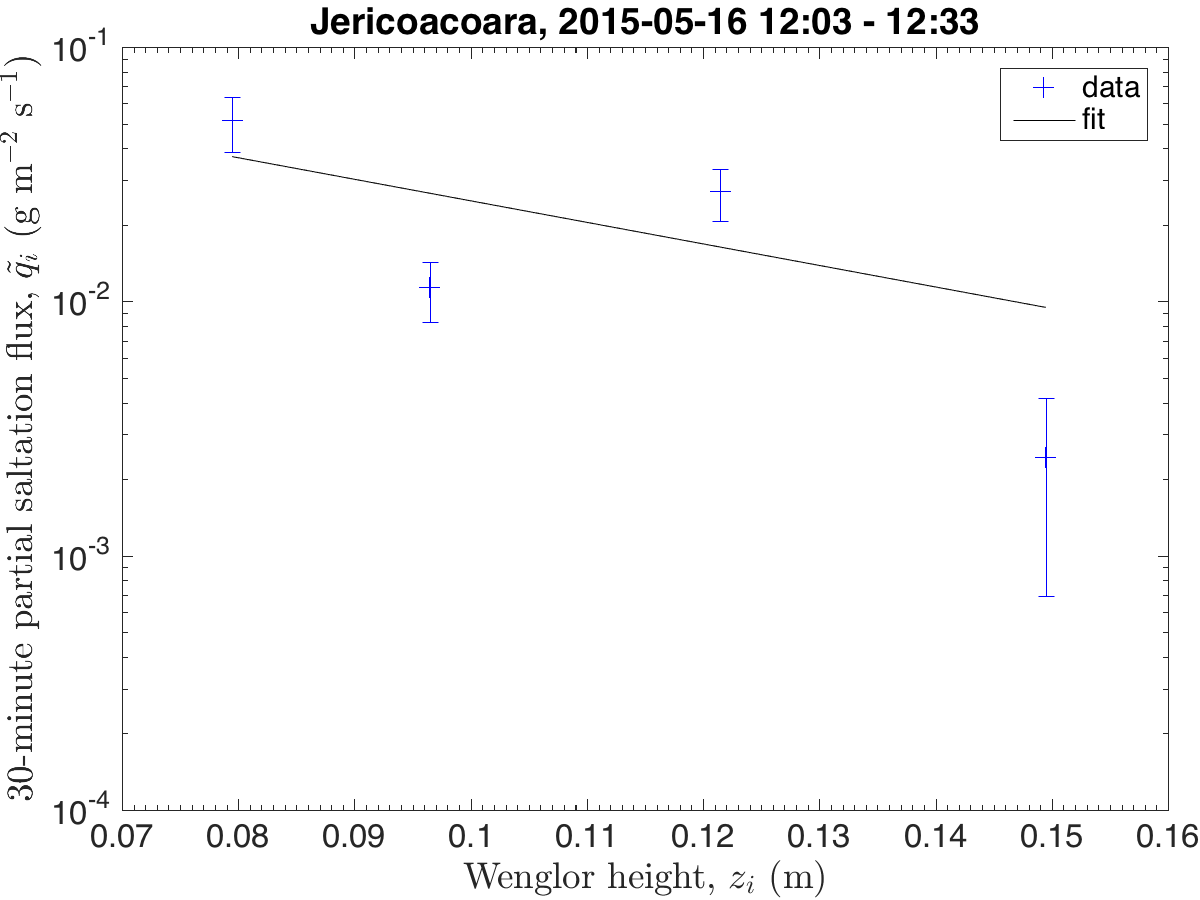 Jericoacoara, 2015-05-16 12:03 - 12:33
30-minute partial saltation flux, q̃ᵢ (g m⁻² s⁻¹)
10⁻¹
10⁻²
10⁻³
10⁻⁴
data
fit
0.07 0.08 0.09 0.1 0.11 0.12 0.13 0.14 0.15 0.16
Wenglor height, zᵢ (m)